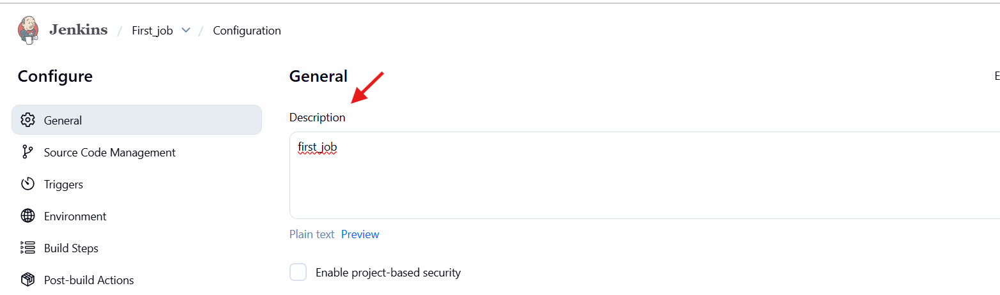 Jenkins / First_job / Configuration
Configure
General
Source Code Management
Triggers
Environment
Build Steps
Post-build Actions
General
E
Description
first_job
Plain text Preview
Enable project-based security